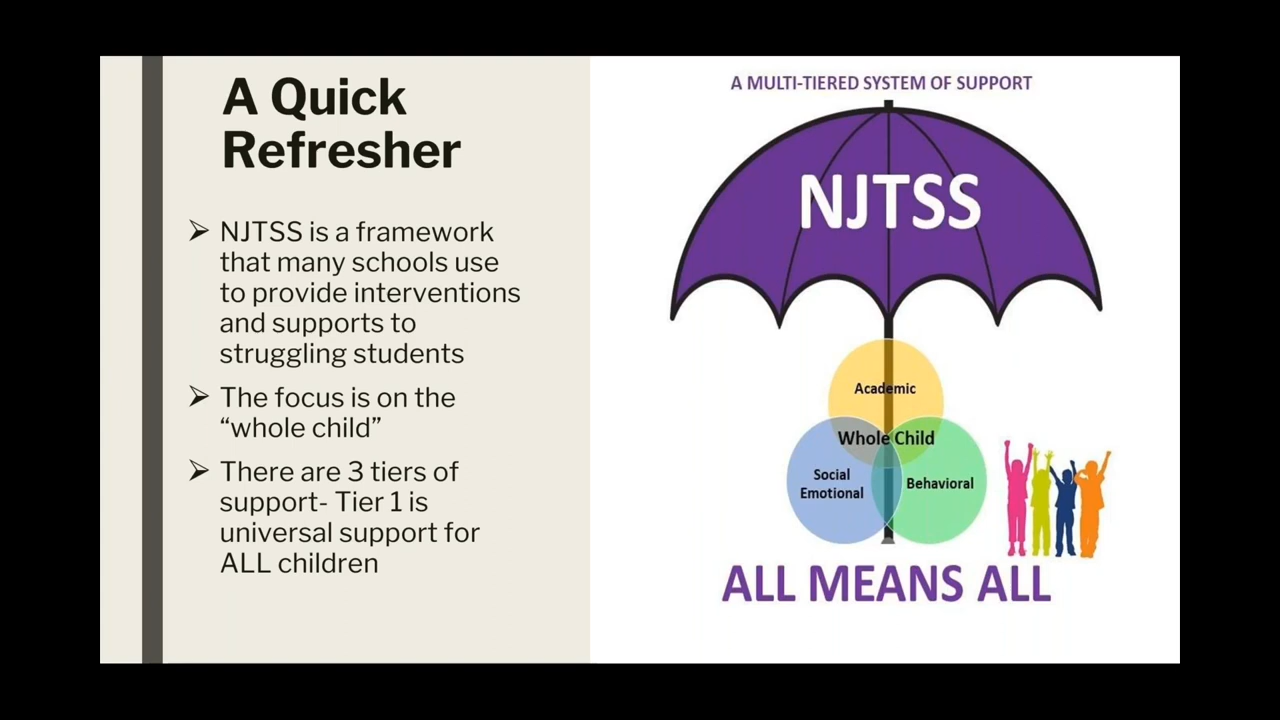 A Quick
Refresher
➢ NJTSS is a framework
that many schools use
to provide interventions
and supports to
struggling students
➢ The focus is on the
“whole child”
➢ There are 3 tiers of
support- Tier 1 is
universal support for
ALL children
A MULTI-TIERED SYSTEM OF SUPPORT
NJTSS
Academic
Whole Child
Social
Emotional
Behavioral
ALL MEANS ALL